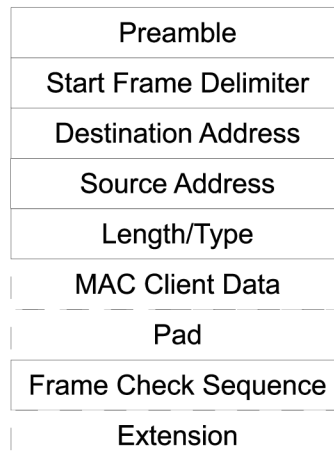 Preamble
Start Frame Delimiter
Destination Address
Source Address
Length/Type
MAC Client Data
Pad
Frame Check Sequence
Extension